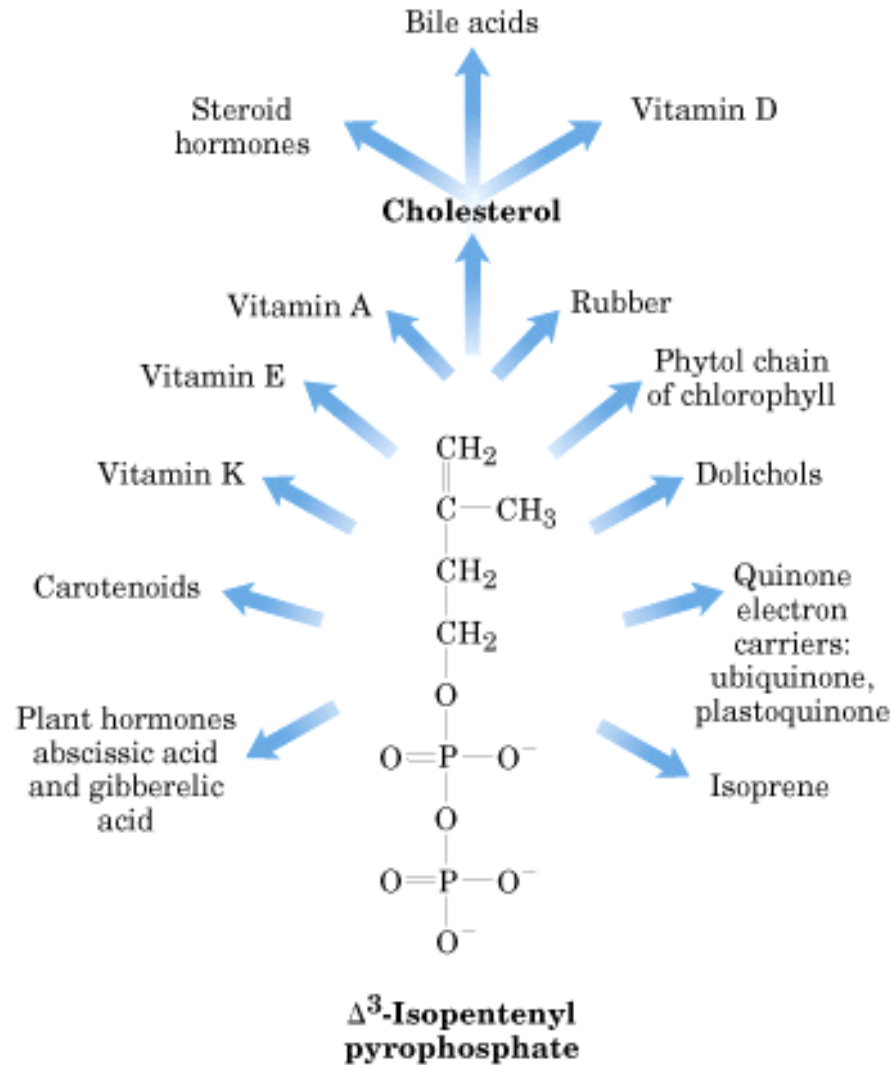 Bile acids
Steroid
hormones
Vitamin D
Cholesterol
Vitamin A
Rubber
Vitamin E
Phytol chain
of chlorophyll
Vitamin K
Dolichols
Carotenoids
Quinone
electron
carriers:
ubiquinone,
plastoquinone
Plant hormones
abscissic acid
and gibberelic
acid
Isoprene
CH₂
C—CH₃
CH₂
CH₂
O
O=P—O⁻
O
O=P—O⁻
O⁻
Δ³-Isopentenyl
pyrophosphate